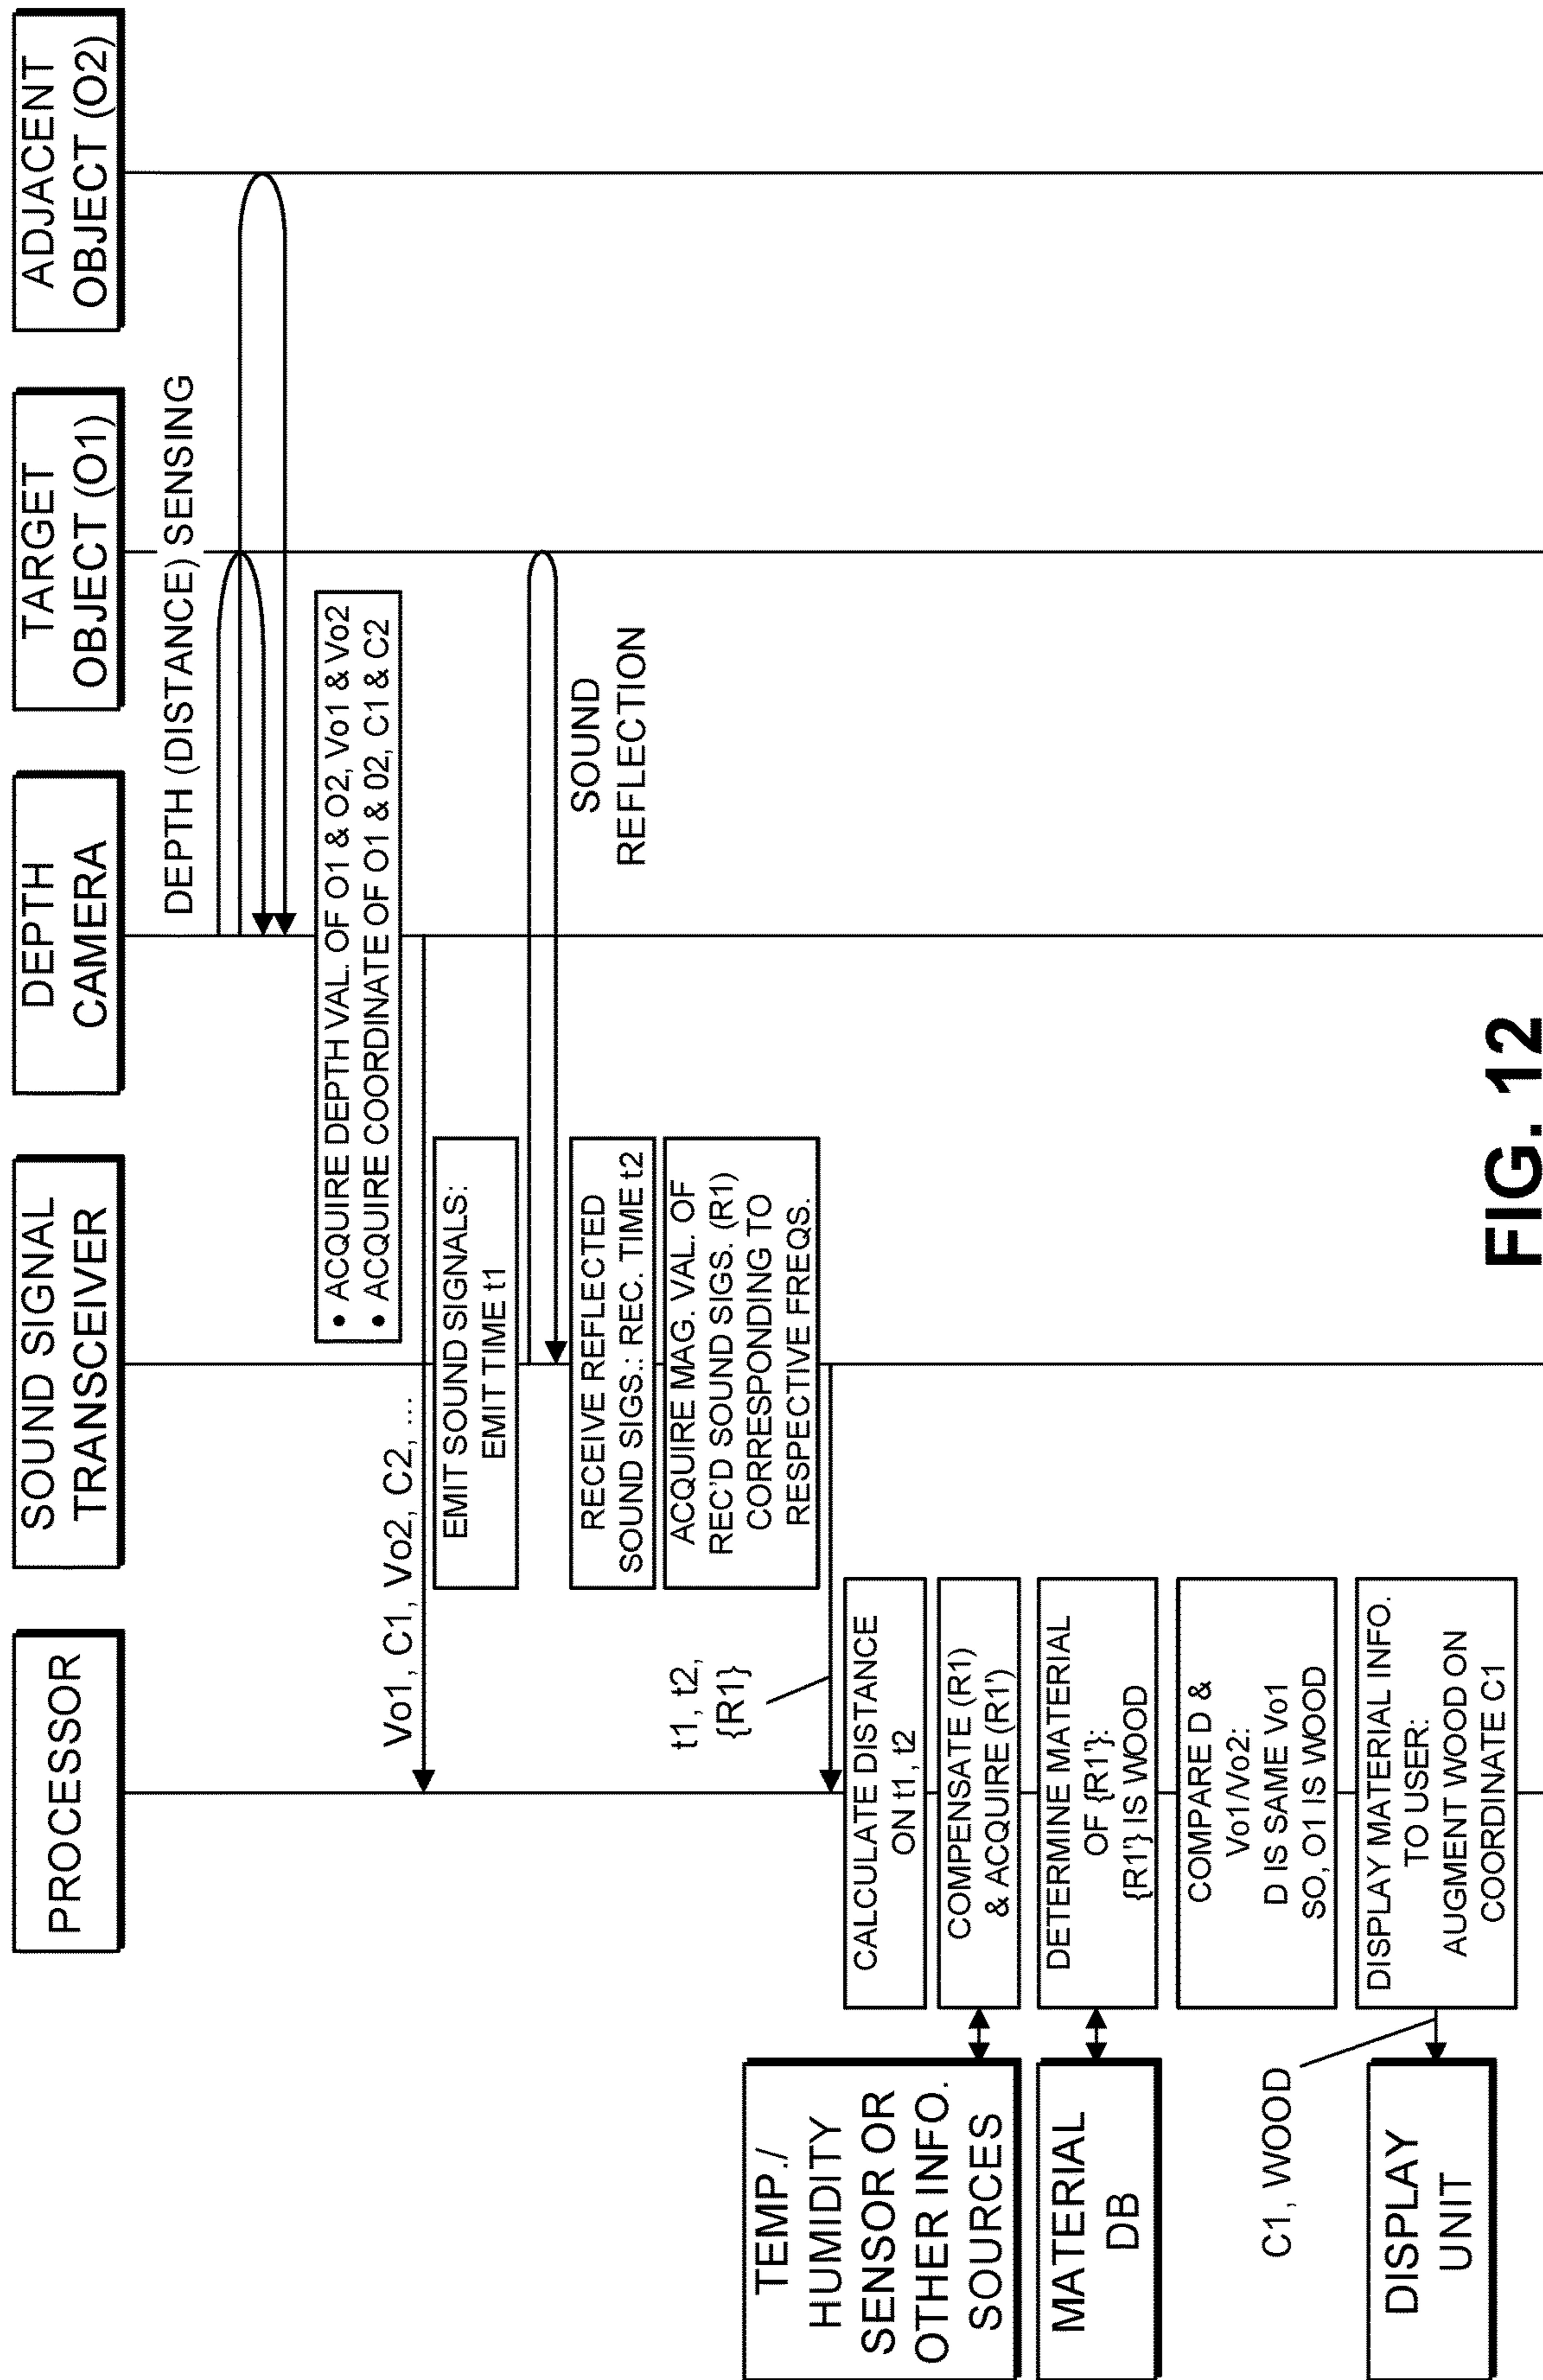 PROCESSOR
SOUND SIGNAL
TRANSCEIVER
DEPTH
CAMERA
TARGET
OBJECT (O1)
ADJACENT
OBJECT (O2)
DEPTH (DISTANCE) SENSING
• ACQUIRE DEPTH VAL. OF O1 & O2, Vo1 & Vo2
• ACQUIRE COORDINATE OF O1 & 02, C1 & C2
Vo1, C1, Vo2, C2, ...
EMIT SOUND SIGNALS:
EMIT TIME t1
SOUND
REFLECTION
RECEIVE REFLECTED
SOUND SIGS.: REC. TIME t2
ACQUIRE MAG. VAL. OF
REC'D SOUND SIGS. (R1)
CORRESPONDING TO
RESPECTIVE FREQS.
t1, t2,
{R1}
CALCULATE DISTANCE
ON t1, t2
TEMP./
HUMIDITY
SENSOR OR
OTHER INFO.
SOURCES
COMPENSATE (R1)
& ACQUIRE (R1')
MATERIAL
DB
DETERMINE MATERIAL
OF {R1'}:
{R1'} IS WOOD
COMPARE D &
Vo1/Vo2:
D IS SAME Vo1
SO, O1 IS WOOD
C1, WOOD
DISPLAY
UNIT
DISPLAY MATERIAL INFO.
TO USER:
AUGMENT WOOD ON
COORDINATE C1
FIG. 12